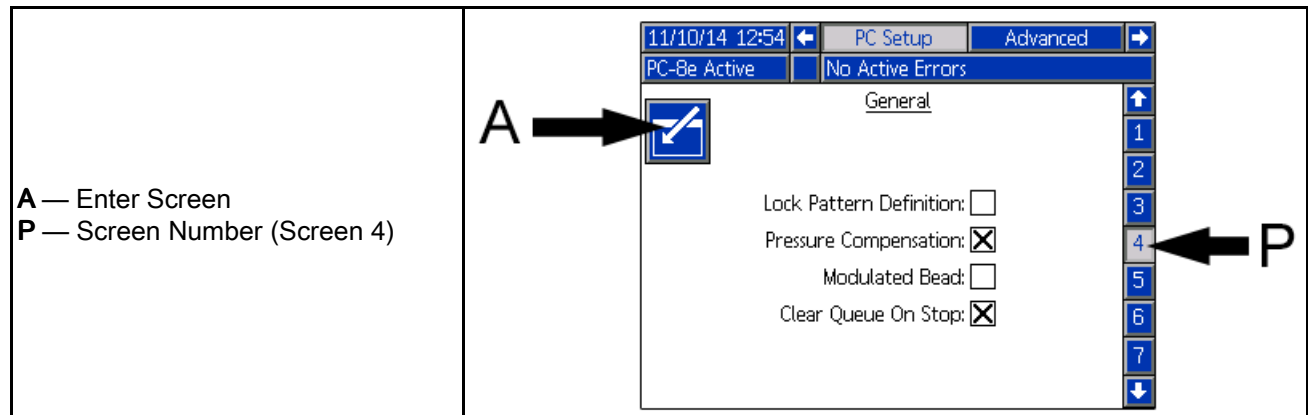 A — Enter Screen
P — Screen Number (Screen 4)
11/10/14 12:54 PC Setup Advanced
PC-8e Active No Active Errors
General
A
1
2
Lock Pattern Definition:
3
Pressure Compensation:
4
P
Modulated Bead:
5
Clear Queue On Stop:
6
7